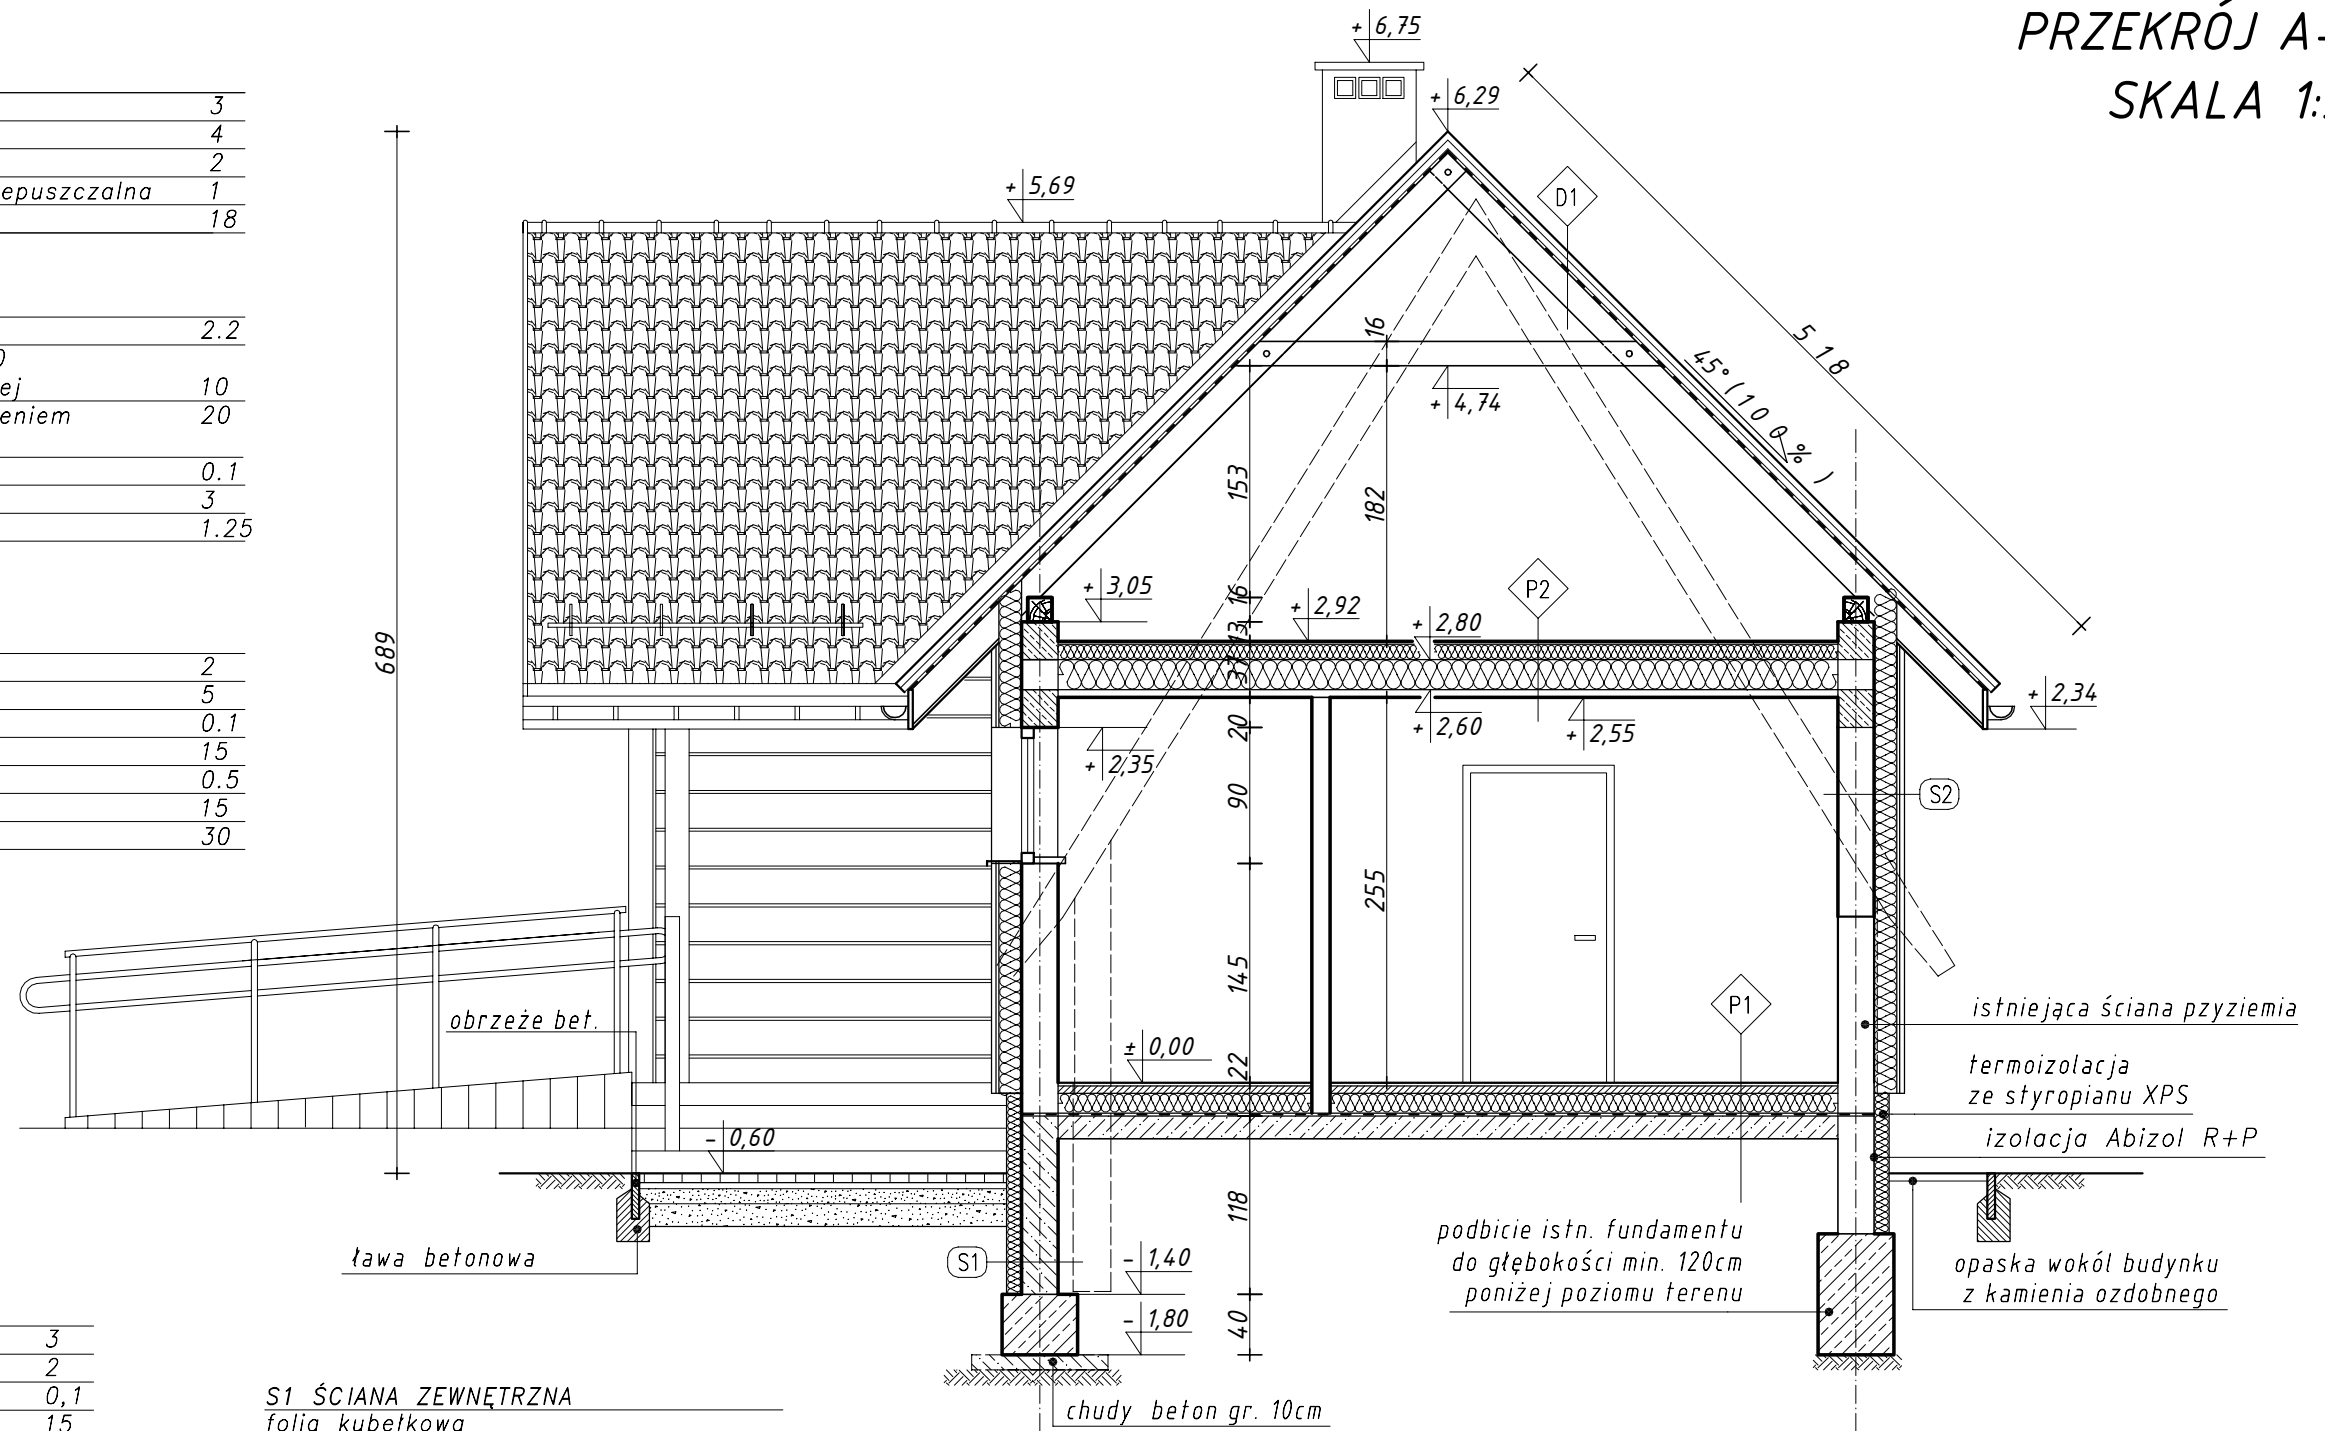 PRZEKRÓJ A-
SKALA 1:
3
4
2
epuszczalna 1
18
2.2
0
ej 10
eniem 20
0.1
3
1.25
2
5
0.1
15
0.5
15
30
3
2
0,1
15
+ 6,75
+ 6,29
+ 5,69
D1
518
45° (100%)
16
+ 4,74
153
182
689
+ 3,05
16
+ 2,92
+ 2,80
P2
13
37
+ 2,34
20
+ 2,60
+ 2,55
+ 2,35
90
S2
255
145
P1
obrzeże bet.
± 0,00
22
istniejąca ściana pzyziemia
termoizolacja
ze styropianu XPS
izolacja Abizol R+P
- 0,60
118
ława betonowa
S1
- 1,40
- 1,80
40
podbicie istn. fundamentu
do głębokości min. 120cm
poniżej poziomu terenu
opaska wokól budynku
z kamienia ozdobnego
chudy beton gr. 10cm
S1 ŚCIANA ZEWNĘTRZNA
folia kubełkowa